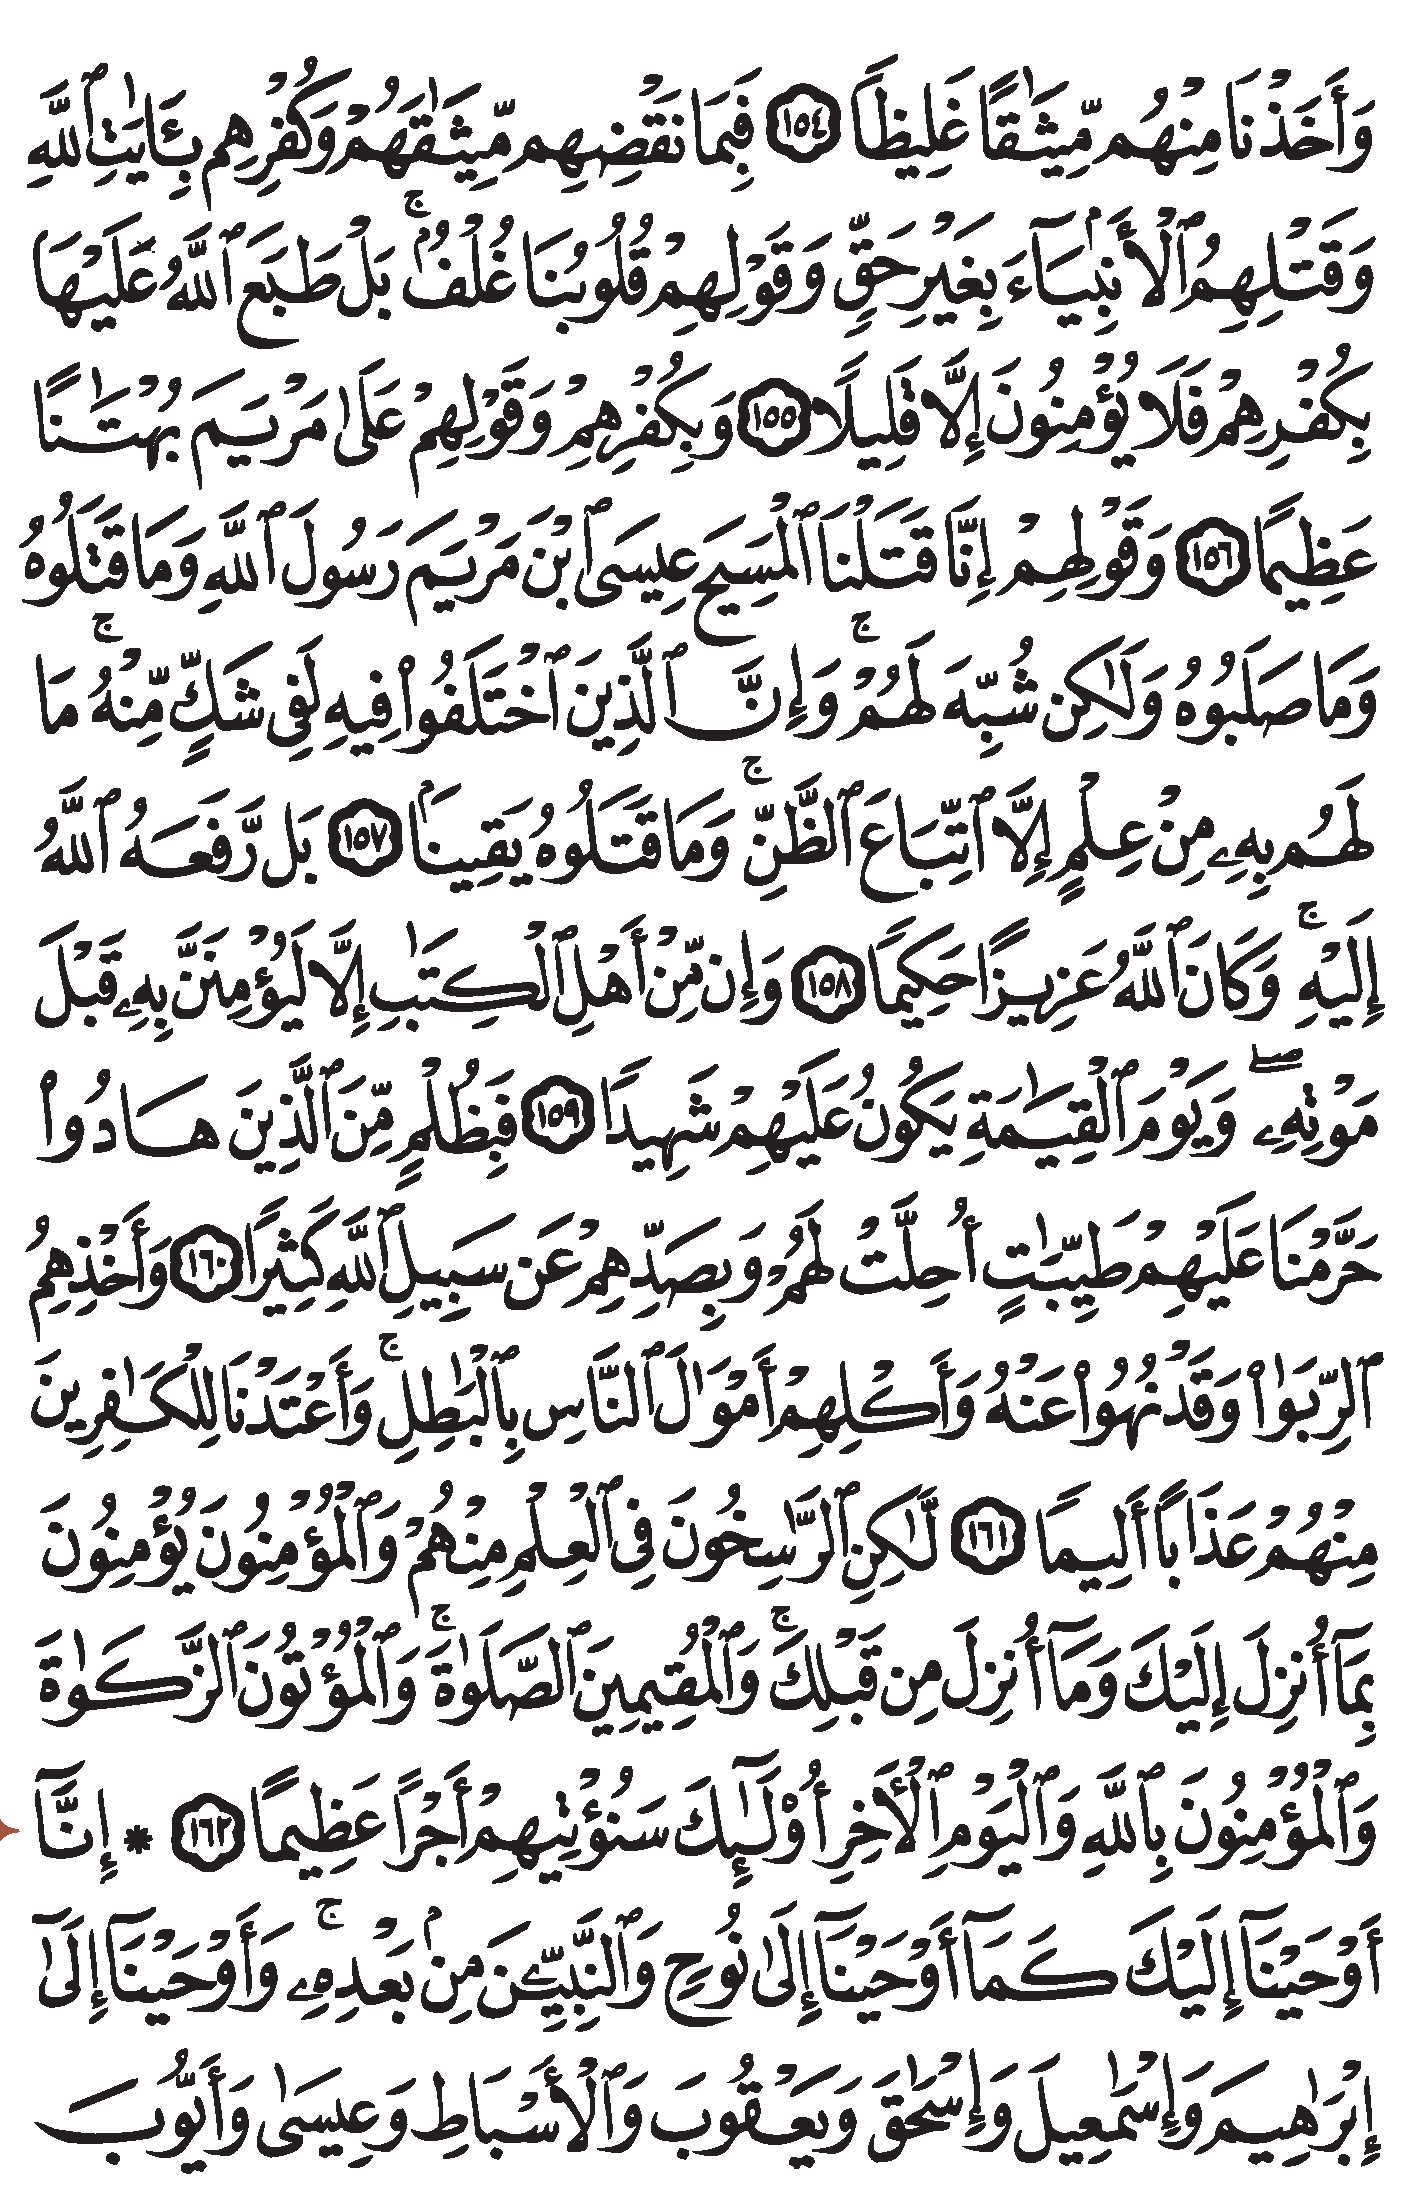 وَأَخَذْنَا مِنْهُم مِّيثَٰقًا غَلِيظًا ١٥٤ فَبِمَا نَقْضِهِم مِّيثَٰقَهُمْ وَكُفْرِهِم بِـَٔايَٰتِ ٱللَّهِ
وَقَتْلِهِمُ ٱلْأَنۢبِيَآءَ بِغَيْرِ حَقٍّ وَقَوْلِهِمْ قُلُوبُنَا غُلْفٌۢ ۚ بَلْ طَبَعَ ٱللَّهُ عَلَيْهَا
بِكُفْرِهِمْ فَلَا يُؤْمِنُونَ إِلَّا قَلِيلًا ١٥٥ وَبِكُفْرِهِمْ وَقَوْلِهِمْ عَلَىٰ مَرْيَمَ بُهْتَٰنًا
عَظِيمًا ١٥٦ وَقَوْلِهِمْ إِنَّا قَتَلْنَا ٱلْمَسِيحَ عِيسَى ٱبْنَ مَرْيَمَ رَسُولَ ٱللَّهِ وَمَا قَتَلُوهُ
وَمَا صَلَبُوهُ وَلَٰكِن شُبِّهَ لَهُمْ ۚ وَإِنَّ ٱلَّذِينَ ٱخْتَلَفُوا۟ فِيهِ لَفِى شَكٍّ مِّنْهُ ۚ مَا
لَهُم بِهِۦ مِنْ عِلْمٍ إِلَّا ٱتِّبَاعَ ٱلظَّنِّ ۚ وَمَا قَتَلُوهُ يَقِينَۢا ١٥٧ بَل رَّفَعَهُ ٱللَّهُ
إِلَيْهِ ۚ وَكَانَ ٱللَّهُ عَزِيزًا حَكِيمًا ١٥٨ وَإِن مِّنْ أَهْلِ ٱلْكِتَٰبِ إِلَّا لَيُؤْمِنَنَّ بِهِۦ قَبْلَ
مَوْتِهِۦ ۖ وَيَوْمَ ٱلْقِيَٰمَةِ يَكُونُ عَلَيْهِمْ شَهِيدًا ١٥٩ فَبِظُلْمٍ مِّنَ ٱلَّذِينَ هَادُوا۟
حَرَّمْنَا عَلَيْهِمْ طَيِّبَٰتٍ أُحِلَّتْ لَهُمْ وَبِصَدِّهِمْ عَن سَبِيلِ ٱللَّهِ كَثِيرًا ١٦٠ وَأَخْذِهِمُ
ٱلرِّبَوٰا۟ وَقَدْ نُهُوا۟ عَنْهُ وَأَكْلِهِمْ أَمْوَٰلَ ٱلنَّاسِ بِٱلْبَٰطِلِ ۚ وَأَعْتَدْنَا لِلْكَٰفِرِينَ
مِنْهُمْ عَذَابًا أَلِيمًا ١٦١ لَّٰكِنِ ٱلرَّٰسِخُونَ فِى ٱلْعِلْمِ مِنْهُمْ وَٱلْمُؤْمِنُونَ يُؤْمِنُونَ
بِمَآ أُنزِلَ إِلَيْكَ وَمَآ أُنزِلَ مِن قَبْلِكَ ۚ وَٱلْمُقِيمِينَ ٱلصَّلَوٰةَ ۚ وَٱلْمُؤْتُونَ ٱلزَّكَوٰةَ
وَٱلْمُؤْمِنُونَ بِٱللَّهِ وَٱلْيَوْمِ ٱلْأَخِرِ أُو۟لَٰٓئِكَ سَنُؤْتِيهِمْ أَجْرًا عَظِيمًا ١٦٢ * إِنَّآ
أَوْحَيْنَآ إِلَيْكَ كَمَآ أَوْحَيْنَآ إِلَىٰ نُوحٍ وَٱلنَّبِيِّـۧنَ مِنۢ بَعْدِهِۦ ۚ وَأَوْحَيْنَآ إِلَىٰٓ
إِبْرَٰهِيمَ وَإِسْمَٰعِيلَ وَإِسْحَٰقَ وَيَعْقُوبَ وَٱلْأَسْبَاطِ وَعِيسَىٰ وَأَيُّوبَ